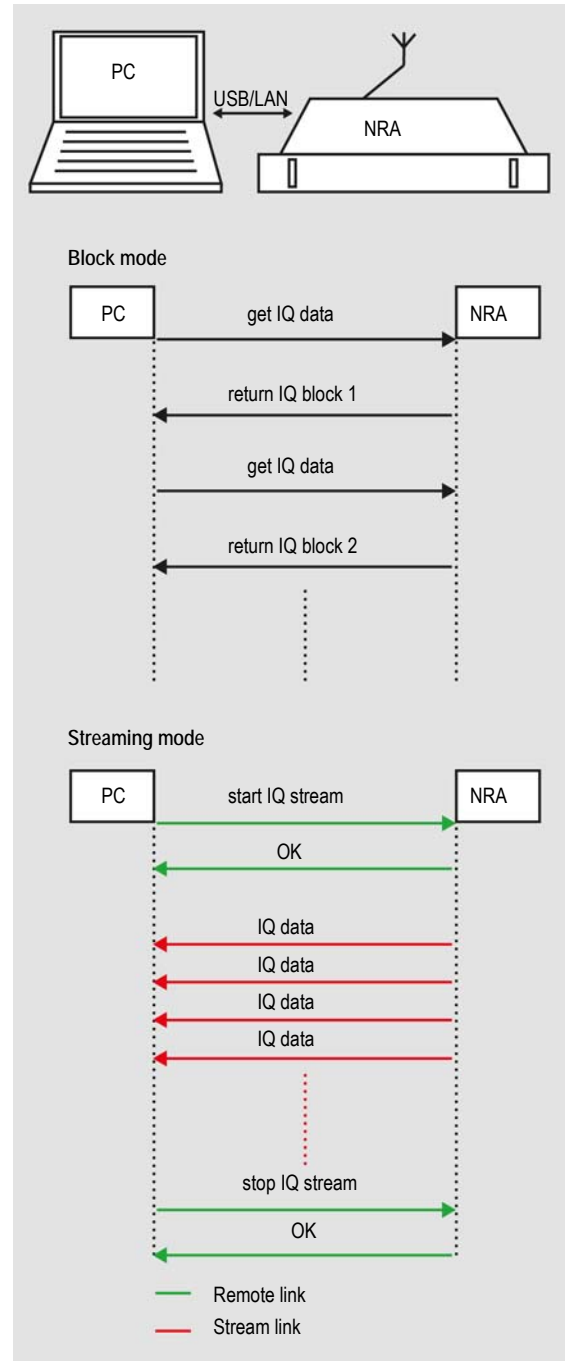 PC
USB/LAN
NRA
Block mode
PC
get IQ data
NRA
return IQ block 1
get IQ data
return IQ block 2
Streaming mode
PC
start IQ stream
NRA
OK
IQ data
IQ data
IQ data
IQ data
stop IQ stream
OK
Remote link
Stream link